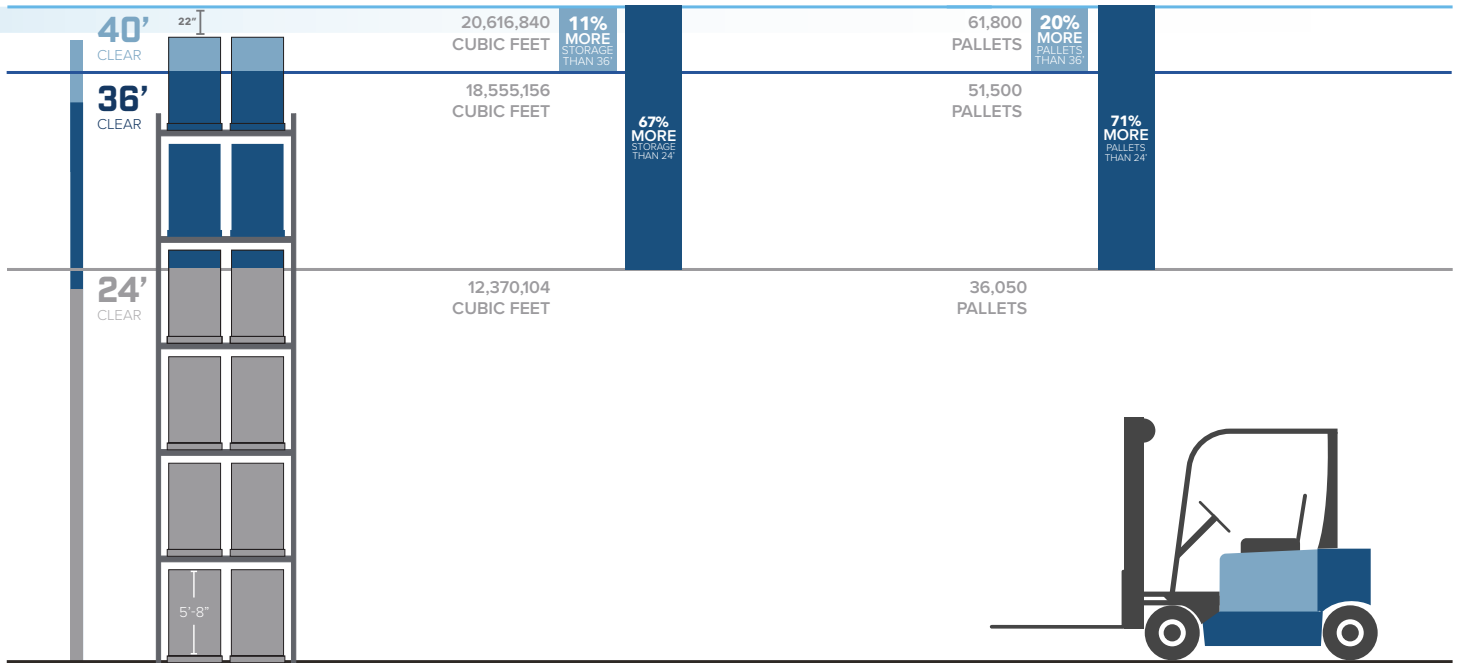 40’
CLEAR
22”
20,616,840
CUBIC FEET
11%
MORE
STORAGE
THAN 36’
61,800
PALLETS
20%
MORE
PALLETS
THAN 36’
36’
CLEAR
18,555,156
CUBIC FEET
67%
MORE
STORAGE
THAN 24’
51,500
PALLETS
71%
MORE
PALLETS
THAN 24’
24’
CLEAR
12,370,104
CUBIC FEET
36,050
PALLETS
5’-8”